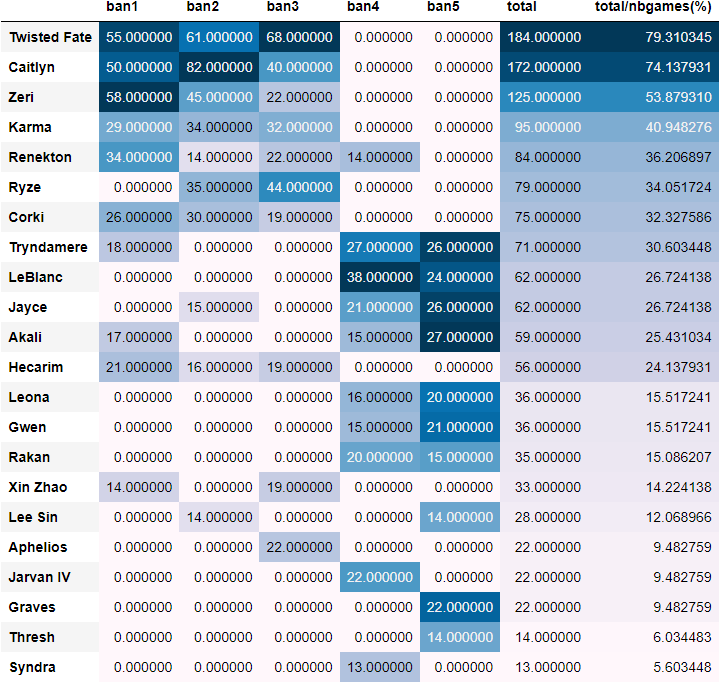 ban1 ban2 ban3 ban4 ban5 total total/nbgames(%)
Twisted Fate 55.000000 61.000000 68.000000 0.000000 0.000000 184.000000 79.310345
Caitlyn 50.000000 82.000000 40.000000 0.000000 0.000000 172.000000 74.137931
Zeri 58.000000 45.000000 22.000000 0.000000 0.000000 125.000000 53.879310
Karma 29.000000 34.000000 32.000000 0.000000 0.000000 95.000000 40.948276
Renekton 34.000000 14.000000 22.000000 14.000000 0.000000 84.000000 36.206897
Ryze 0.000000 35.000000 44.000000 0.000000 0.000000 79.000000 34.051724
Corki 26.000000 30.000000 19.000000 0.000000 0.000000 75.000000 32.327586
Tryndamere 18.000000 0.000000 0.000000 27.000000 26.000000 71.000000 30.603448
LeBlanc 0.000000 0.000000 0.000000 38.000000 24.000000 62.000000 26.724138
Jayce 0.000000 15.000000 0.000000 21.000000 26.000000 62.000000 26.724138
Akali 17.000000 0.000000 0.000000 15.000000 27.000000 59.000000 25.431034
Hecarim 21.000000 16.000000 19.000000 0.000000 0.000000 56.000000 24.137931
Leona 0.000000 0.000000 0.000000 16.000000 20.000000 36.000000 15.517241
Gwen 0.000000 0.000000 0.000000 15.000000 21.000000 36.000000 15.517241
Rakan 0.000000 0.000000 0.000000 20.000000 15.000000 35.000000 15.086207
Xin Zhao 14.000000 0.000000 19.000000 0.000000 0.000000 33.000000 14.224138
Lee Sin 0.000000 14.000000 0.000000 0.000000 14.000000 28.000000 12.068966
Aphelios 0.000000 0.000000 22.000000 0.000000 0.000000 22.000000 9.482759
Jarvan IV 0.000000 0.000000 0.000000 22.000000 0.000000 22.000000 9.482759
Graves 0.000000 0.000000 0.000000 0.000000 22.000000 22.000000 9.482759
Thresh 0.000000 0.000000 0.000000 0.000000 14.000000 14.000000 6.034483
Syndra 0.000000 0.000000 0.000000 13.000000 0.000000 13.000000 5.603448